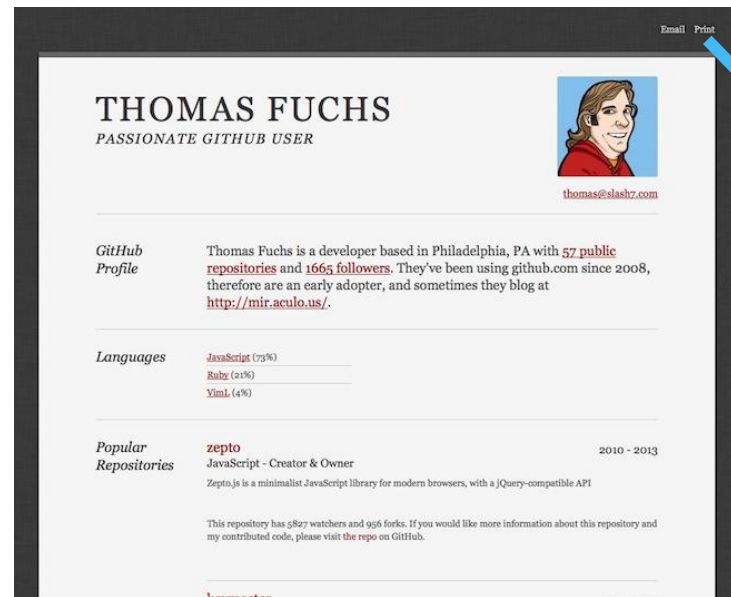 Email Print
THOMAS FUCHS
PASSIONATE GITHUB USER
thomas@slash7.com
GitHub
Profile
Thomas Fuchs is a developer based in Philadelphia, PA with 57 public
repositories and 1665 followers. They've been using github.com since 2008,
therefore are an early adopter, and sometimes they blog at
http://mir.aculo.us/.
Languages
JavaScript (73%)
Ruby (21%)
VimL (4%)
Popular
Repositories
zepto
2010 - 2013
JavaScript - Creator & Owner
Zepto.js is a minimalist JavaScript library for modern browsers, with a jQuery-compatible API
This repository has 5827 watchers and 956 forks. If you would like more information about this repository and
my contributed code, please visit the repo on GitHub.